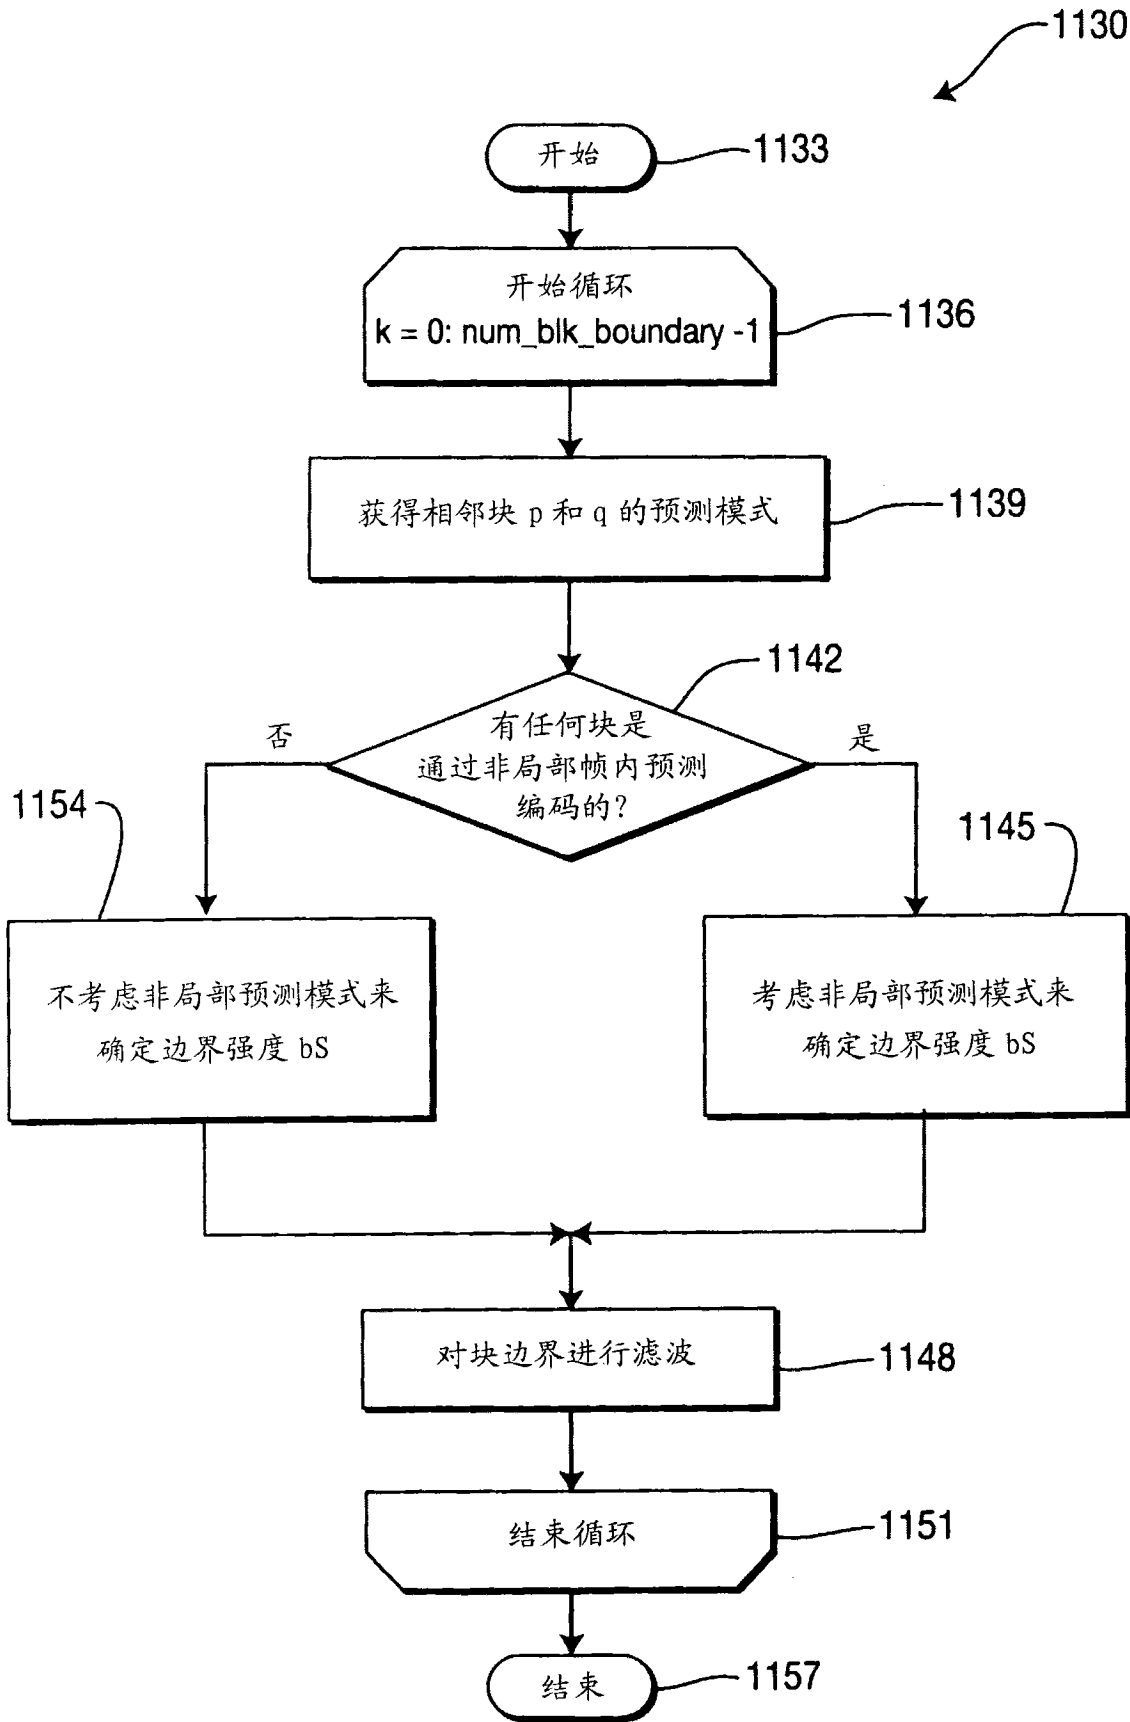 1130
开始
1133
开始循环
k = 0: num_blk_boundary -1
1136
获得相邻块 p 和 q 的预测模式
1139
1142
有任何块是
通过非局部帧内预测
编码的?
否
是
1154
1145
不考虑非局部预测模式来
确定边界强度 bS
考虑非局部预测模式来
确定边界强度 bS
对块边界进行滤波
1148
结束循环
1151
结束
1157